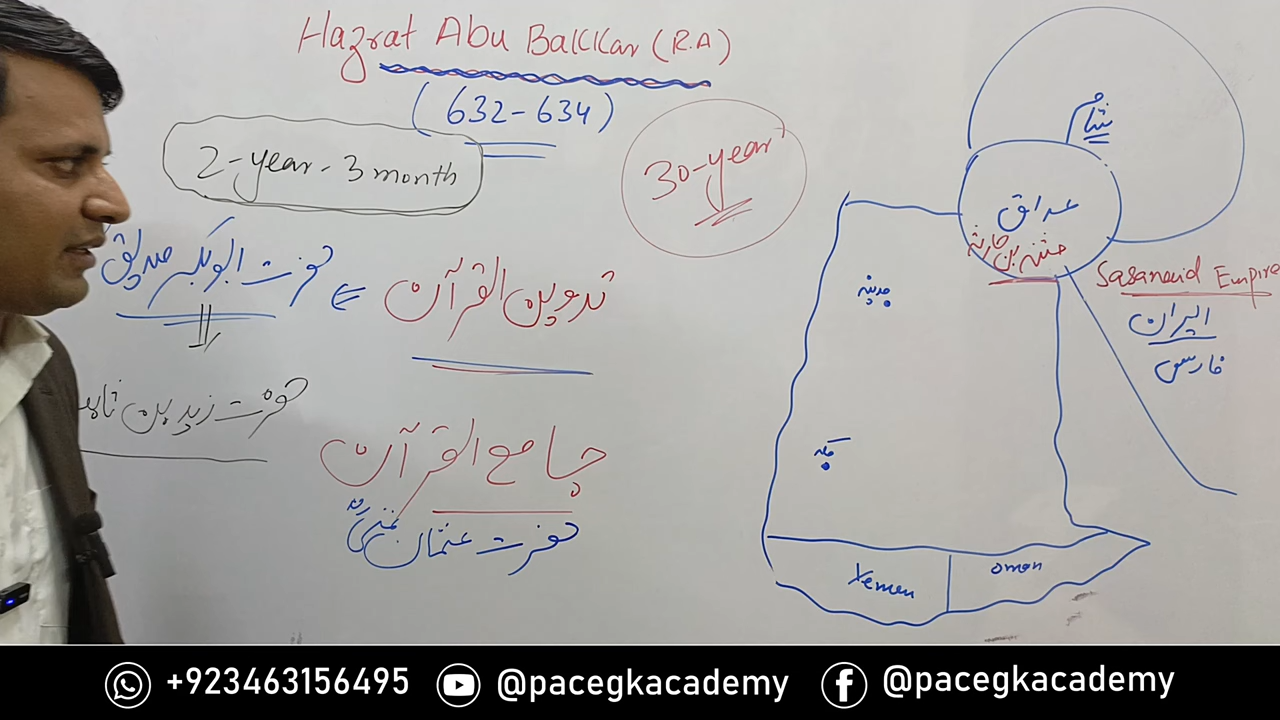 Hazrat Abu Bakkar (R.A)
(632-634)
2-year - 3 month
30-year
شام
عراق
حارثہ بن
Sasanaid Empire
ایران
فارس
مدینہ
مکہ
Yemen
oman
تدوین القرآن
حضرت ابوبکر صدیق
حضرت زید بن
جامع القرآن
حضرت عثمان غنی
+923463156495
@pacegkacademy
@pacegkacademy